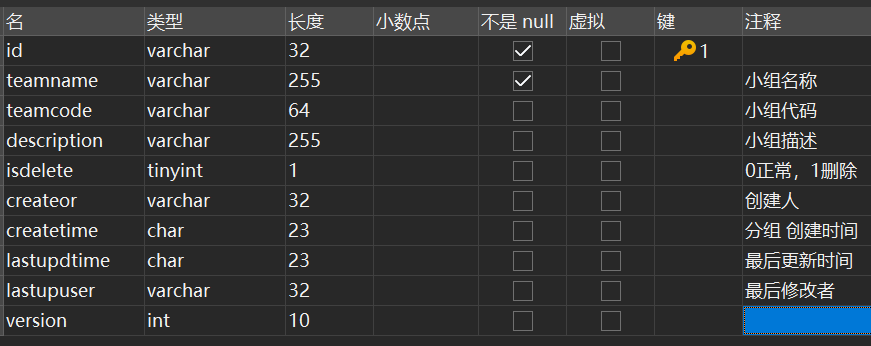 名 类型 长度 小数点 不是 null 虚拟 键 注释
id varchar 32 1
teamname varchar 255 小组名称
teamcode varchar 64 小组代码
description varchar 255 小组描述
isdelete tinyint 1 0正常，1删除
createor varchar 32 创建人
createtime char 23 分组 创建时间
lastupdtime char 23 最后更新时间
lastupuser varchar 32 最后修改者
version int 10